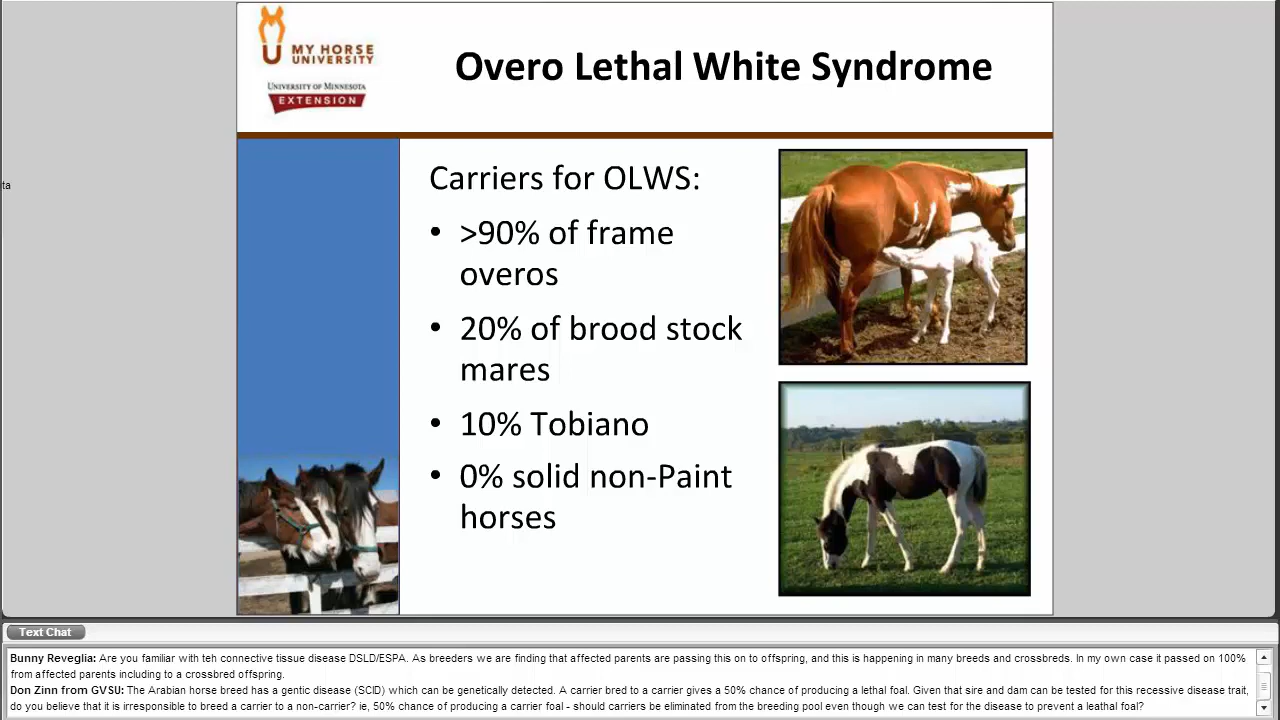 MY HORSE
UNIVERSITY
UNIVERSITY OF MINNESOTA
EXTENSION
Overo Lethal White Syndrome
ta
Carriers for OLWS:
• >90% of frame
overos
• 20% of brood stock
mares
• 10% Tobiano
• 0% solid non-Paint
horses
Text Chat
Bunny Reveglia: Are you familiar with teh connective tissue disease DSLD/ESPA. As breeders we are finding that affected parents are passing this on to offspring, and this is happening in many breeds and crossbreds. In my own case it passed on 100%
from affected parents including to a crossbred offspring.
Don Zinn from GVSU: The Arabian horse breed has a gentic disease (SCID) which can be genetically detected. A carrier bred to a carrier gives a 50% chance of producing a lethal foal. Given that sire and dam can be tested for this recessive disease trait,
do you believe that it is irresponsible to breed a carrier to a non-carrier? ie, 50% chance of producing a carrier foal - should carriers be eliminated from the breeding pool even though we can test for the disease to prevent a leathal foal?